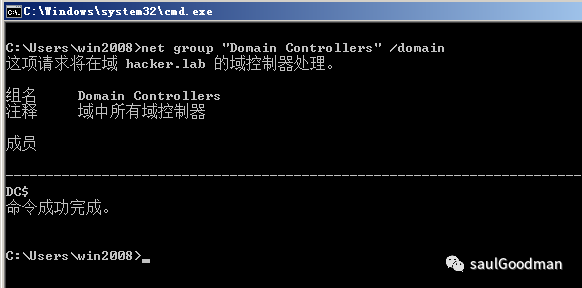 C:\Windows\system32\cmd.exe
C:\Users\win2008>net group "Domain Controllers" /domain
这项请求将在域 hacker.lab 的域控制器处理。
组名     Domain Controllers
注释     域中所有域控制器
成员
-------------------------------------------------------------------------------
DC$
命令成功完成。
C:\Users\win2008>
saulGoodman